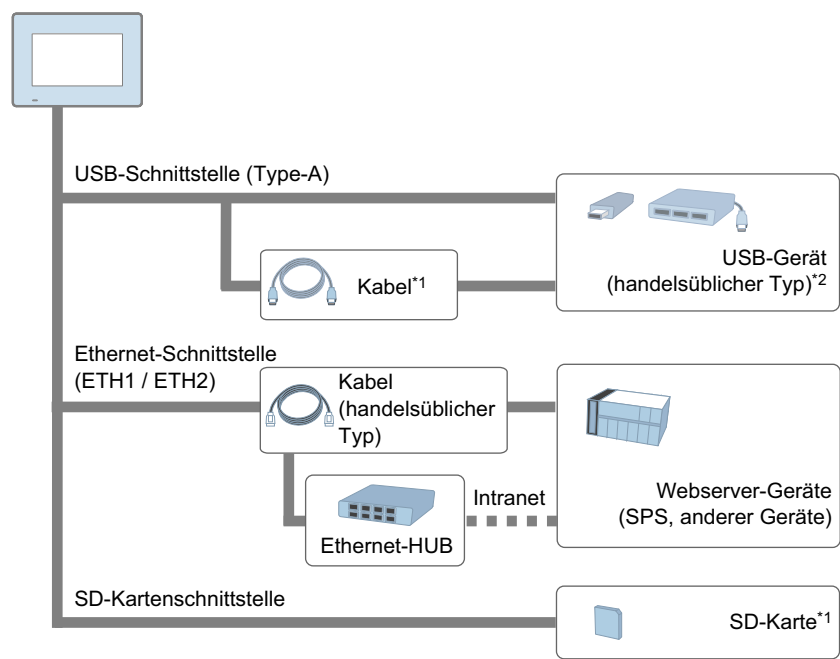 USB-Schnittstelle (Type-A)
Kabel*1
USB-Gerät
(handelsüblicher Typ)*2
Ethernet-Schnittstelle
(ETH1 / ETH2)
Kabel
(handelsüblicher
Typ)
Ethernet-HUB
Intranet
Webserver-Geräte
(SPS, anderer Geräte)
SD-Kartenschnittstelle
SD-Karte*1